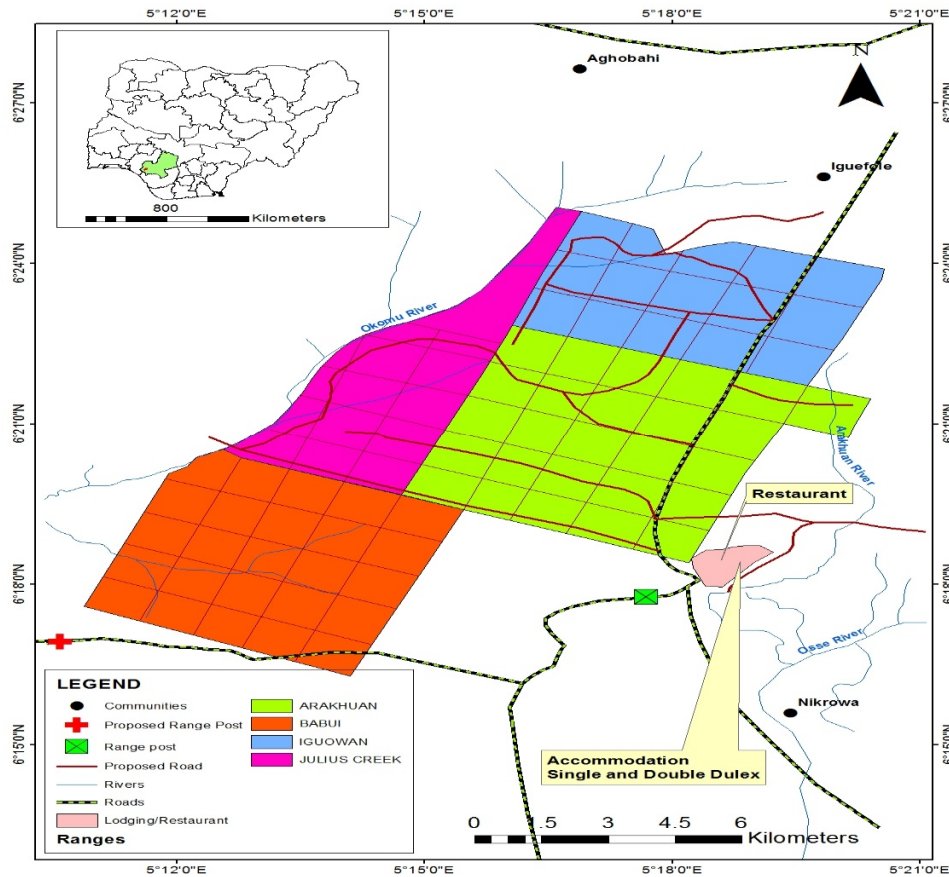 5°12'0"E 5°15'0"E 5°18'0"E 5°21'0"E
N
Aghobahi
6°27'0"N 6°27'0"N
Iguefole
800
Kilometers
6°24'0"N 6°24'0"N
Okomu River
6°21'0"N 6°21'0"N
Arakhuan River
Restaurant
6°18'0"N 6°18'0"N
Osse River
LEGEND
Communities
Proposed Range Post
Range post
Proposed Road
Rivers
Roads
Lodging/Restaurant
Ranges
ARAKHUAN
BABUI
IGUOWAN
JULIUS CREEK
Nikrowa
6°15'0"N 6°15'0"N
Accommodation
Single and Double Dulex
0 1.5 3 4.5 6
Kilometers
5°12'0"E 5°15'0"E 5°18'0"E 5°21'0"E